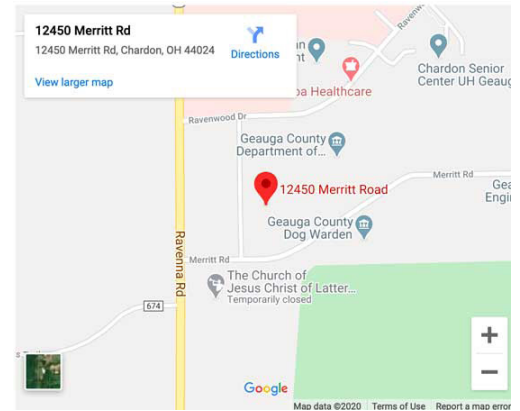 12450 Merritt Rd
12450 Merritt Rd, Chardon, OH 44024
Directions
View larger map
Chardon Senior
Center UH Geaug
Healthcare
Ravenwood Dr
Geauga County
Department of...
Merritt Rd
12450 Merritt Road
Geauga County
Dog Warden
Ravenna Rd
Merritt Rd
The Church of
Jesus Christ of Latter...
Temporarily closed
674
+
−
Google
Map data ©2020 Terms of Use Report a map error